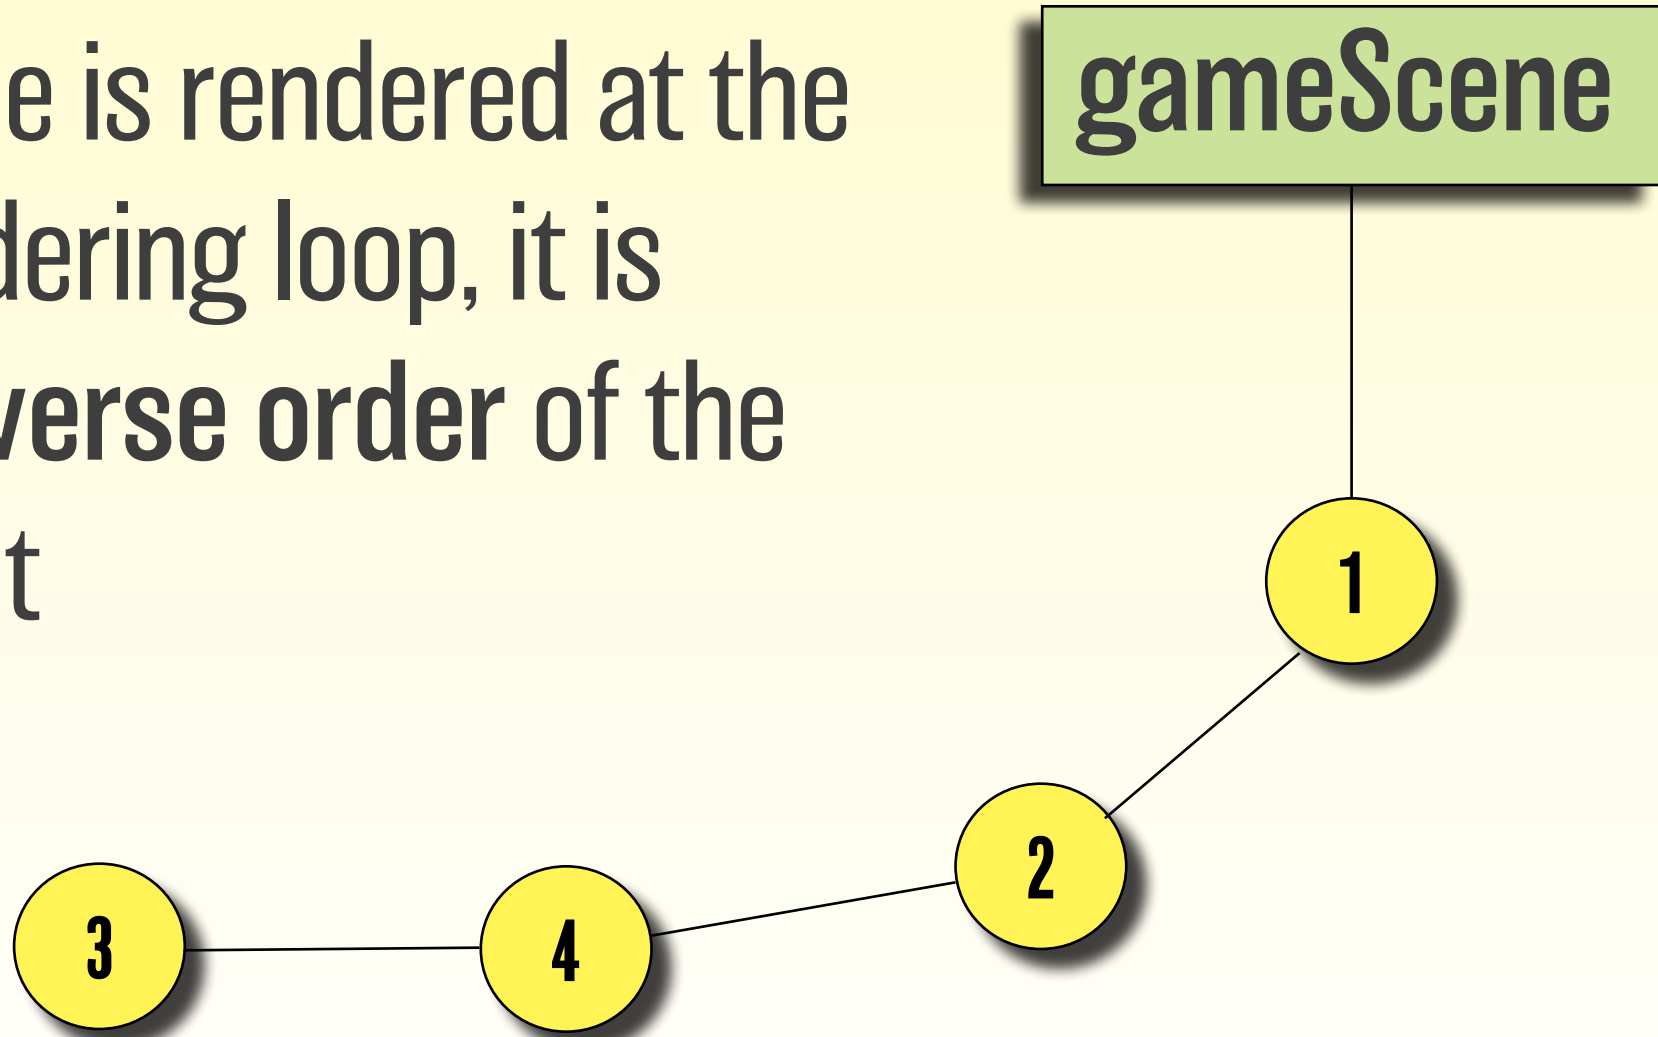 e is rendered at the
dering loop, it is
verse order of the
t
gameScene
1
2
3
4